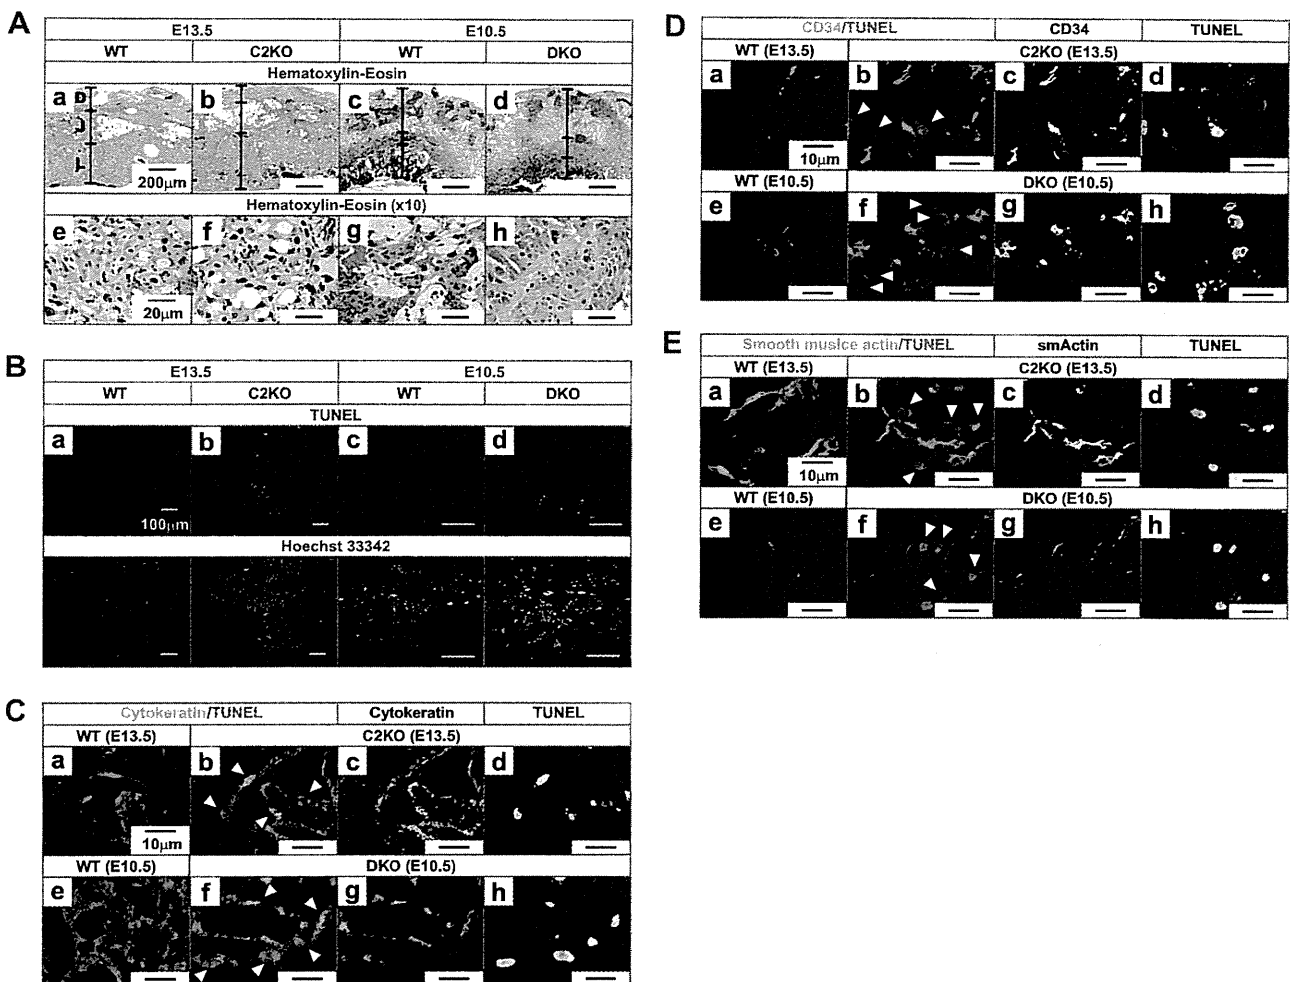 A
E13.5 E10.5
WT C2KO WT DKO
Hematoxylin-Eosin
a b c d
D
J
L
200μm
Hematoxylin-Eosin (x10)
e f g h
20μm
B
E13.5 E10.5
WT C2KO WT DKO
TUNEL
a b c d
100μm
Hoechst 33342
C
Cytokeratin/TUNEL Cytokeratin TUNEL
WT (E13.5) C2KO (E13.5)
a b c d
10μm
WT (E10.5) DKO (E10.5)
e f g h
D
CD34/TUNEL CD34 TUNEL
WT (E13.5) C2KO (E13.5)
a b c d
10μm
WT (E10.5) DKO (E10.5)
e f g h
E
Smooth muslce actin/TUNEL smActin TUNEL
WT (E13.5) C2KO (E13.5)
a b c d
10μm
WT (E10.5) DKO (E10.5)
e f g h